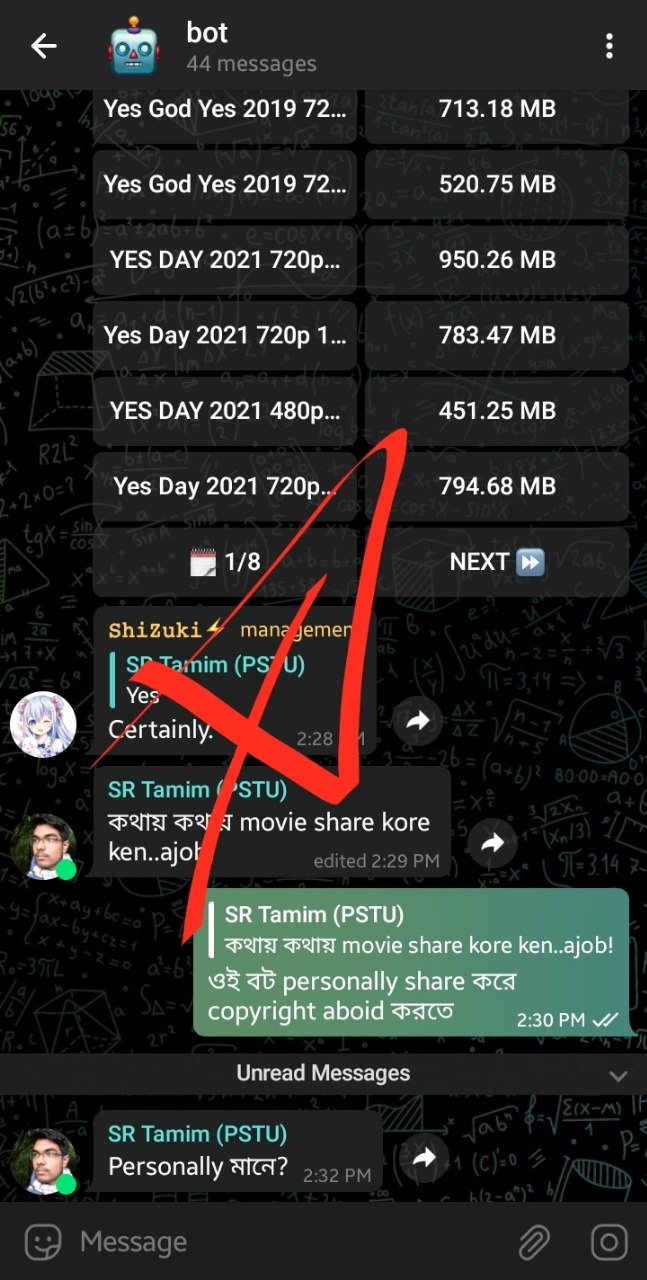 bot
44 messages
Yes God Yes 2019 72... 713.18 MB
Yes God Yes 2019 72... 520.75 MB
YES DAY 2021 720p... 950.26 MB
Yes Day 2021 720p 1... 783.47 MB
YES DAY 2021 480p... 451.25 MB
Yes Day 2021 720p... 794.68 MB
1/8 NEXT
ShiZuki⚡ managemen
SR Tamim (PSTU)
Yes
Certainly.
2:28
SR Tamim (PSTU)
কথায় কথায় movie share kore
ken..ajob
edited 2:29 PM
SR Tamim (PSTU)
কথায় কথায় movie share kore ken..ajob!
ওই বট personally share করে
copyright aboid করতে
2:30 PM
Unread Messages
SR Tamim (PSTU)
Personally মানে?
2:32 PM
Message